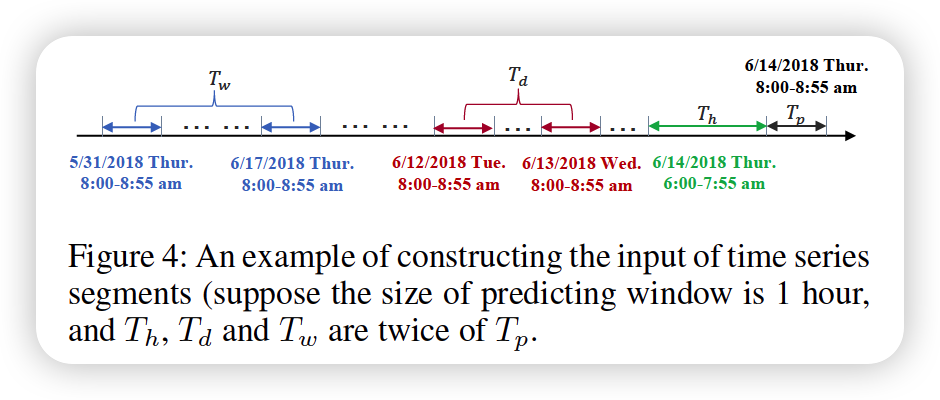 T_w
T_d
6/14/2018 Thur.
8:00-8:55 am
T_h
T_p
... ...
... ...
...
...
5/31/2018 Thur.
8:00-8:55 am
6/17/2018 Thur.
8:00-8:55 am
6/12/2018 Tue.
8:00-8:55 am
6/13/2018 Wed.
8:00-8:55 am
6/14/2018 Thur.
6:00-7:55 am
Figure 4: An example of constructing the input of time series
segments (suppose the size of predicting window is 1 hour,
and T_h, T_d and T_w are twice of T_p.